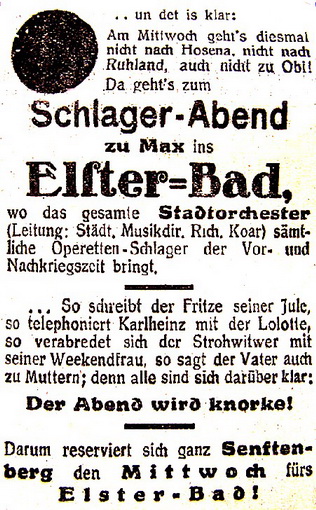 .. un det is klar:
Am Mittwoch geht's diesmal
nicht nach Hosena, nicht nach
Ruhland, auch nicht zu Obi!
Da geht's zum
Schlager-Abend
zu Max ins
Elſter=Bad,
wo das gesamte Stadtorchester
(Leitung: Städt. Musikdir. Rich. Koar) sämt-
liche Operetten-Schlager der Vor- und
Nachkriegszeit bringt.
... So schreibt der Fritze seiner Jule,
so telephoniert Karlheinz mit der Lolotte,
so verabredet sich der Strohwitwer mit
seiner Weekendfrau, so sagt der Vater auch
zu Muttern; denn alle sind sich darüber klar:
Der Abend wird knorke!
Darum reserviert sich ganz Senften-
berg den Mittwoch fürs
Elster-Bad!